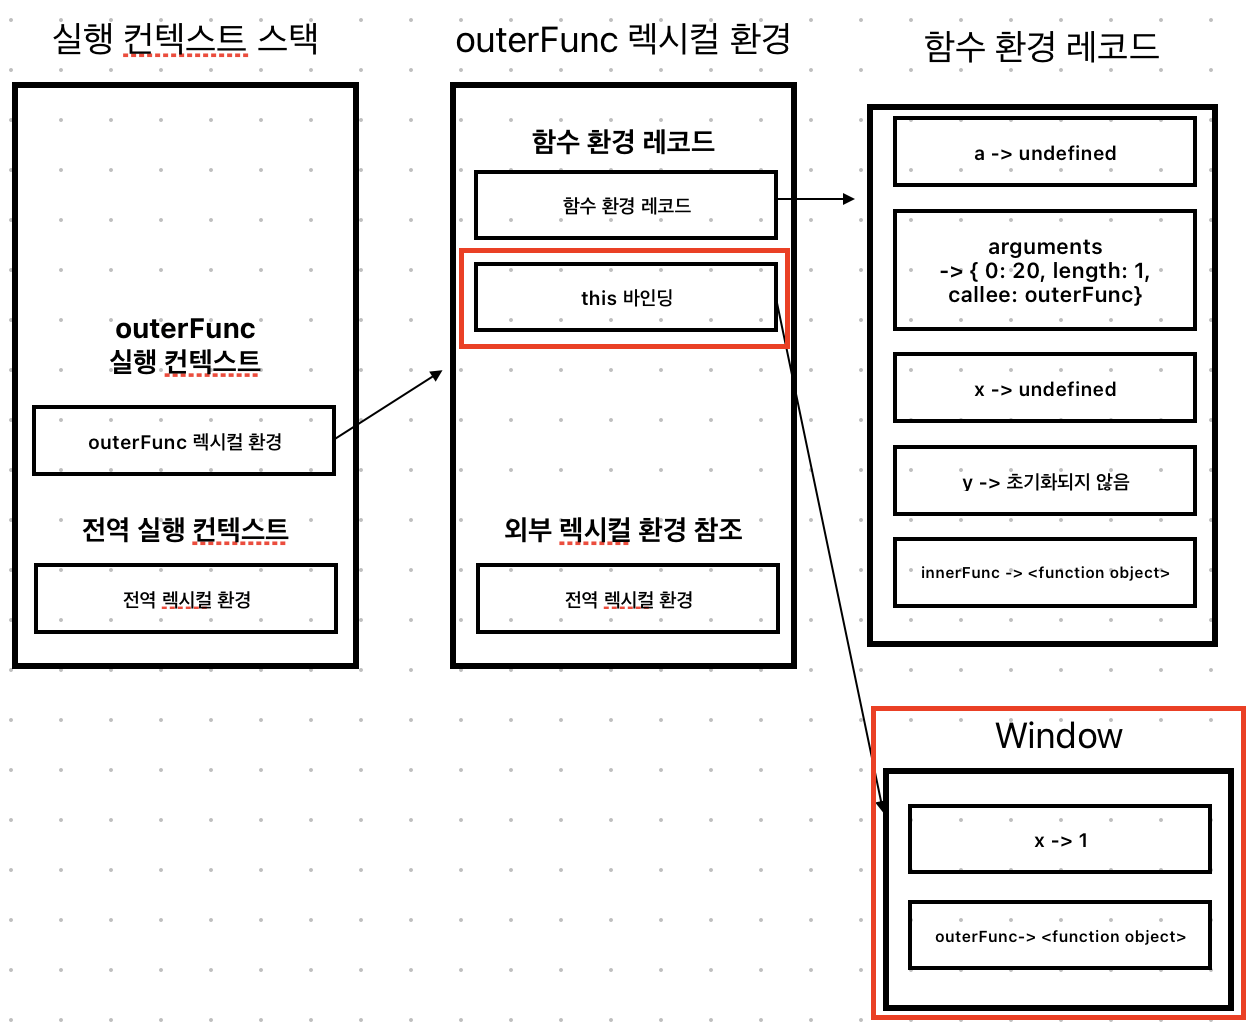 실행 컨텍스트 스택
outerFunc
실행 컨텍스트
outerFunc 렉시컬 환경
전역 실행 컨텍스트
전역 렉시컬 환경
outerFunc 렉시컬 환경
함수 환경 레코드
함수 환경 레코드
this 바인딩
외부 렉시컬 환경 참조
전역 렉시컬 환경
함수 환경 레코드
a -> undefined
arguments
-> { 0: 20, length: 1,
callee: outerFunc}
x -> undefined
y -> 초기화되지 않음
innerFunc -> <function object>
Window
x -> 1
outerFunc-> <function object>